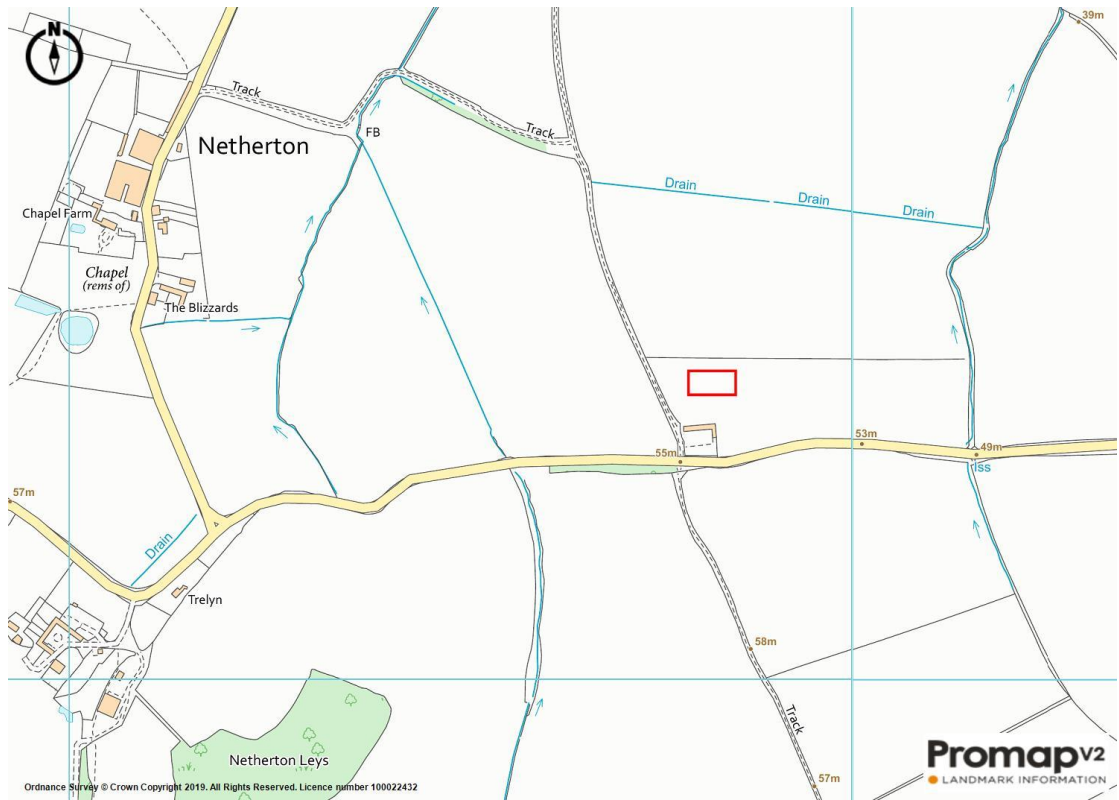 N
39m
Track
FB
Track
Netherton
Drain
Drain
Drain
Chapel Farm
Chapel
(rems of)
The Blizzards
53m
55m
49m
Iss
57m
Drain
Trelyn
58m
Track
Netherton Leys
57m
Promap V2
LANDMARK INFORMATION
Ordnance Survey © Crown Copyright 2019. All Rights Reserved. Licence number 100022432